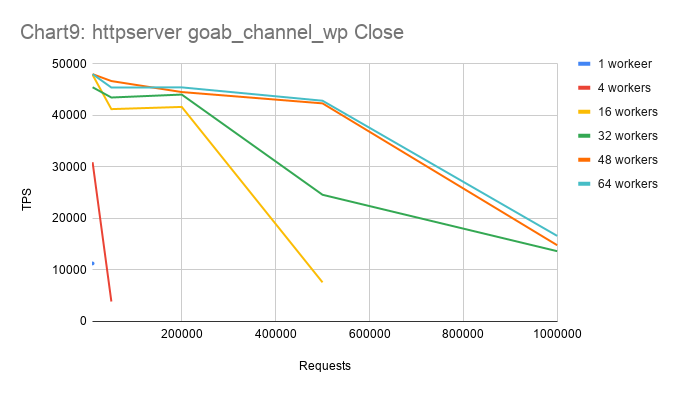 Chart9: httpserver goab_channel_wp Close
50000
40000
30000
20000
10000
0
TPS
200000
400000
600000
800000
1000000
Requests
1 workeer
4 workers
16 workers
32 workers
48 workers
64 workers